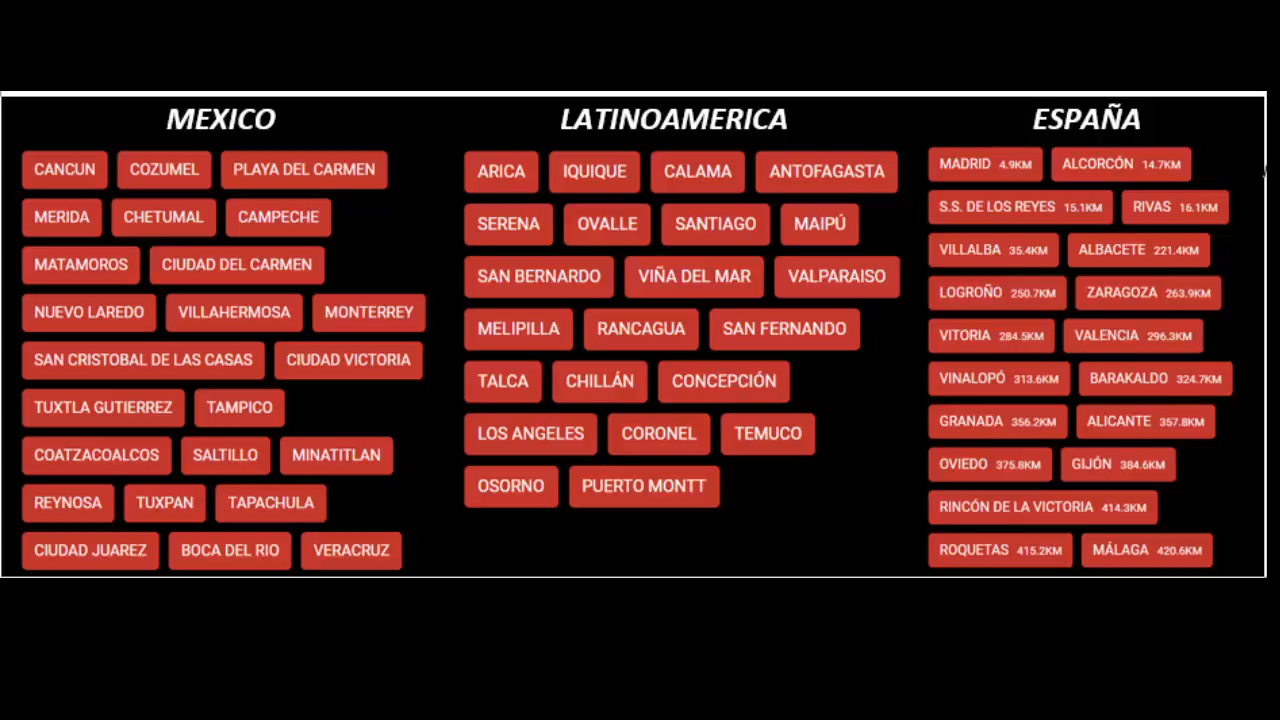 MEXICO
CANCUN COZUMEL PLAYA DEL CARMEN
MERIDA CHETUMAL CAMPECHE
MATAMOROS CIUDAD DEL CARMEN
NUEVO LAREDO VILLAHERMOSA MONTERREY
SAN CRISTOBAL DE LAS CASAS CIUDAD VICTORIA
TUXTLA GUTIERREZ TAMPICO
COATZACOALCOS SALTILLO MINATITLAN
REYNOSA TUXPAN TAPACHULA
CIUDAD JUAREZ BOCA DEL RIO VERACRUZ
LATINOAMERICA
ARICA IQUIQUE CALAMA ANTOFAGASTA
SERENA OVALLE SANTIAGO MAIPÚ
SAN BERNARDO VIÑA DEL MAR VALPARAISO
MELIPILLA RANCAGUA SAN FERNANDO
TALCA CHILLÁN CONCEPCIÓN
LOS ANGELES CORONEL TEMUCO
OSORNO PUERTO MONTT
ESPAÑA
MADRID 4.9KM ALCORCÓN 14.7KM
S.S. DE LOS REYES 15.1KM RIVAS 16.1KM
VILLALBA 35.4KM ALBACETE 221.4KM
LOGROÑO 250.7KM ZARAGOZA 263.9KM
VITORIA 284.5KM VALENCIA 296.3KM
VINALOPÓ 313.6KM BARAKALDO 324.7KM
GRANADA 356.2KM ALICANTE 357.8KM
OVIEDO 375.8KM GIJÓN 384.6KM
RINCÓN DE LA VICTORIA 414.3KM
ROQUETAS 415.2KM MÁLAGA 420.6KM